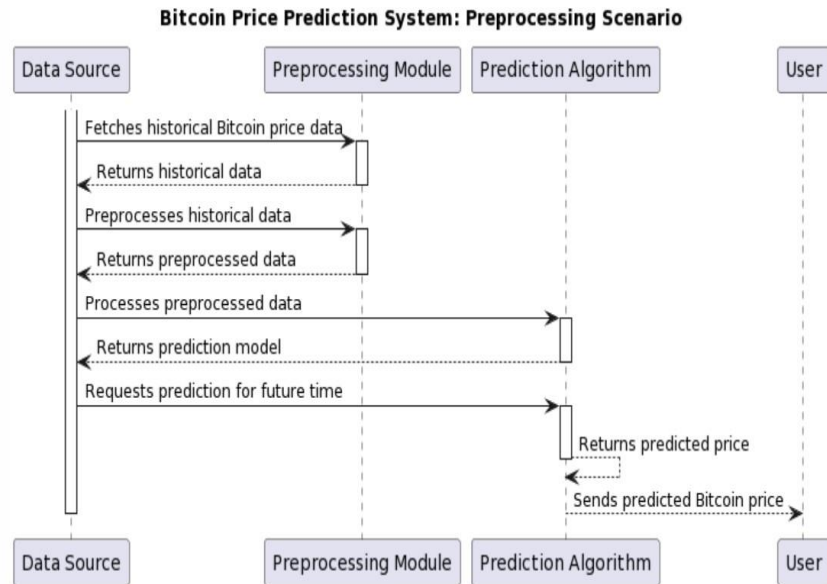 Bitcoin Price Prediction System: Preprocessing Scenario
Data Source
Preprocessing Module
Prediction Algorithm
User
Fetches historical Bitcoin price data
Returns historical data
Preprocesses historical data
Returns preprocessed data
Processes preprocessed data
Returns prediction model
Requests prediction for future time
Returns predicted price
Sends predicted Bitcoin price
Data Source
Preprocessing Module
Prediction Algorithm
User